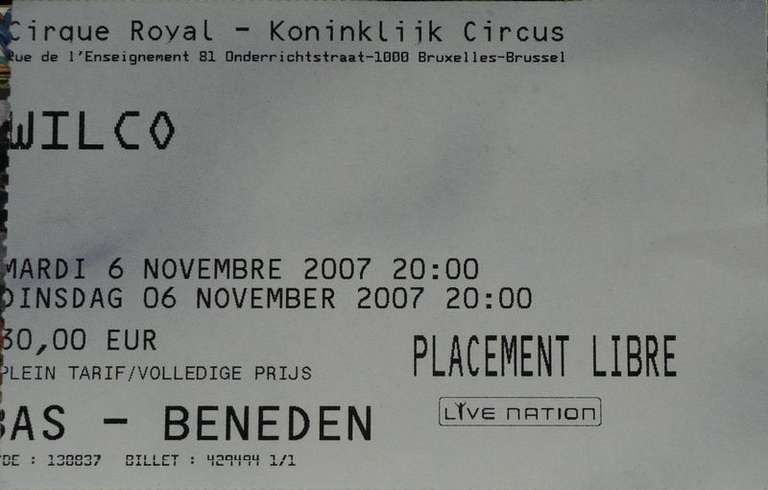 Cirque Royal - Koninklijk Circus
Rue de l'Enseignement 81 Onderrichtstraat-1000 Bruxelles-Brussel
WILCO
MARDI 6 NOVEMBRE 2007 20:00
DINSDAG 06 NOVEMBER 2007 20:00
30,00 EUR
PLEIN TARIF/VOLLEDIGE PRIJS
PLACEMENT LIBRE
BAS - BENEDEN
LIVE NATION
DE : 138837 BILLET : 429494 1/1